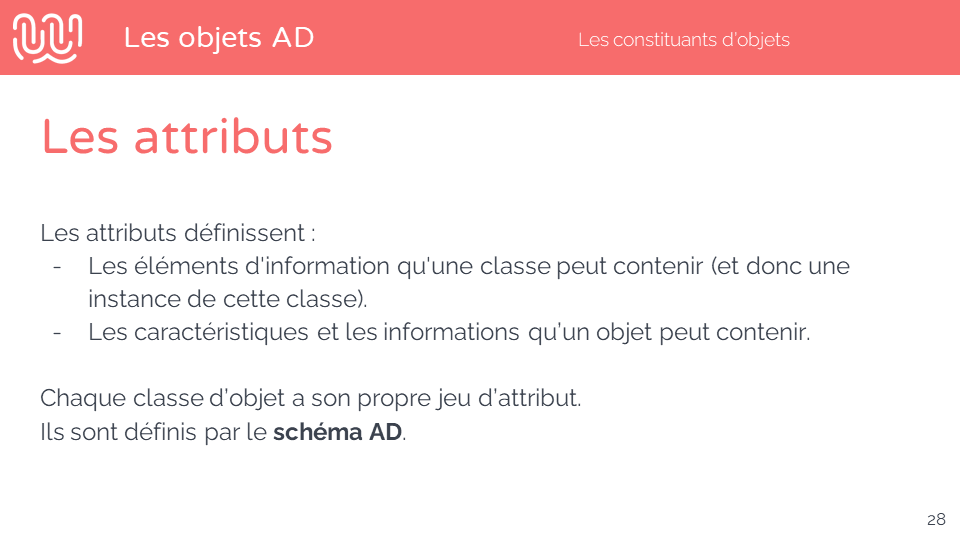 Les objets AD
Les constituants d'objets
Les attributs
Les attributs définissent :
- Les éléments d'information qu'une classe peut contenir (et donc une
instance de cette classe).
- Les caractéristiques et les informations qu’un objet peut contenir.
Chaque classe d’objet a son propre jeu d’attribut.
Ils sont définis par le schéma AD.
28